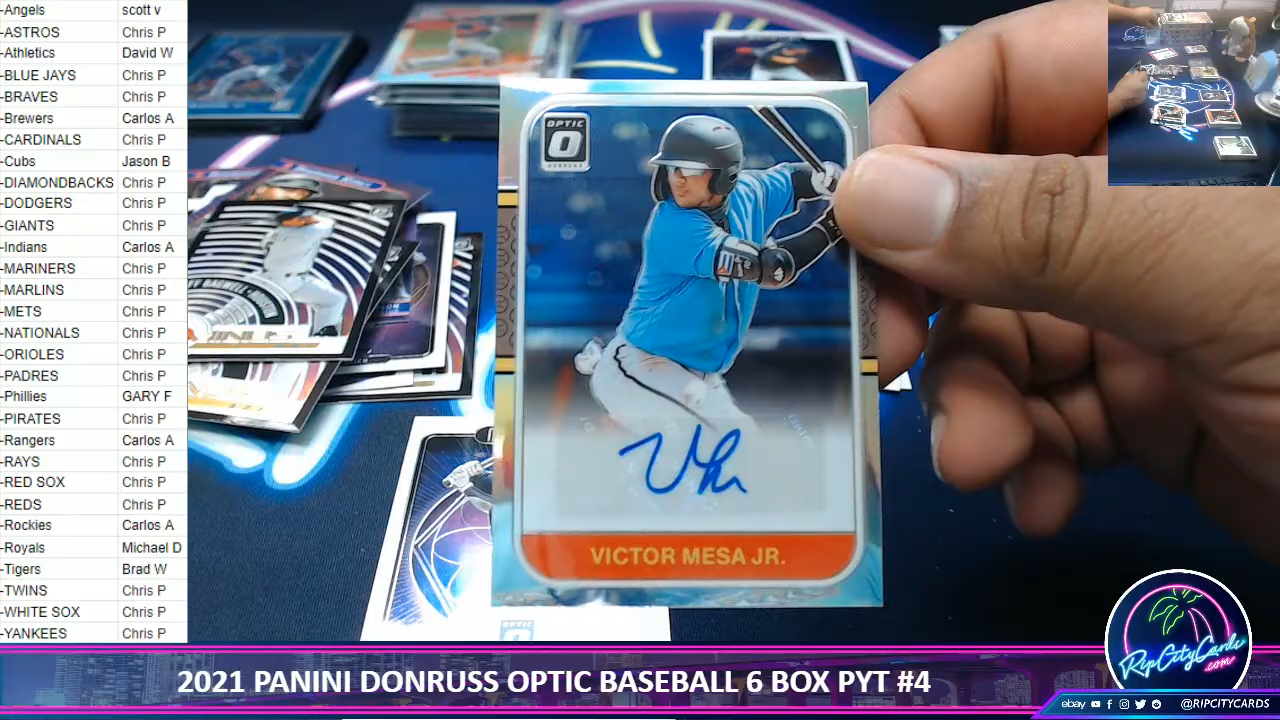 -Angels scott v
-ASTROS Chris P
-Athletics David W
-BLUE JAYS Chris P
-BRAVES Chris P
-Brewers Carlos A
-CARDINALS Chris P
-Cubs Jason B
-DIAMONDBACKS Chris P
-DODGERS Chris P
-GIANTS Chris P
-Indians Carlos A
-MARINERS Chris P
-MARLINS Chris P
-METS Chris P
-NATIONALS Chris P
-ORIOLES Chris P
-PADRES Chris P
-Phillies GARY F
-PIRATES Chris P
-Rangers Carlos A
-RAYS Chris P
-RED SOX Chris P
-REDS Chris P
-Rockies Carlos A
-Royals Michael D
-Tigers Brad W
-TWINS Chris P
-WHITE SOX Chris P
-YANKEES Chris P
OPTIC
VICTOR MESA JR.
2021 PANINI DONRUSS OPTIC BASEBALL 6 BOX PYT #4
RipCityCards
.com
ebay @RIPCITYCARDS